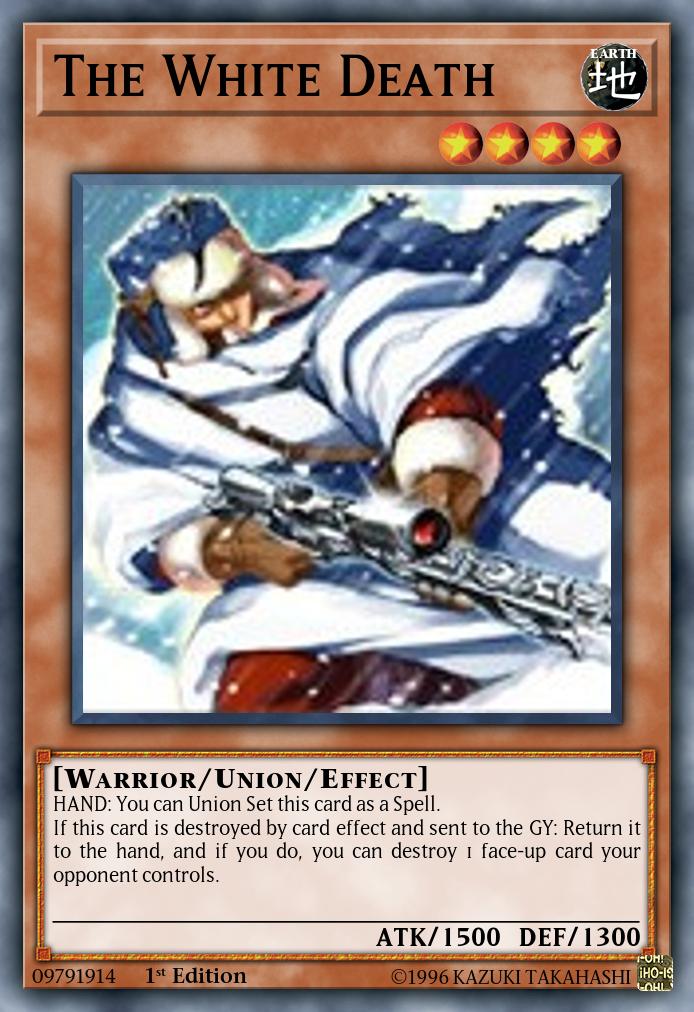 THE WHITE DEATH
EARTH
地
[WARRIOR/UNION/EFFECT]
HAND: You can Union Set this card as a Spell.
If this card is destroyed by card effect and sent to the GY: Return it
to the hand, and if you do, you can destroy 1 face-up card your
opponent controls.
ATK/1500 DEF/1300
09791914 1st Edition ©1996 KAZUKI TAKAHASHI